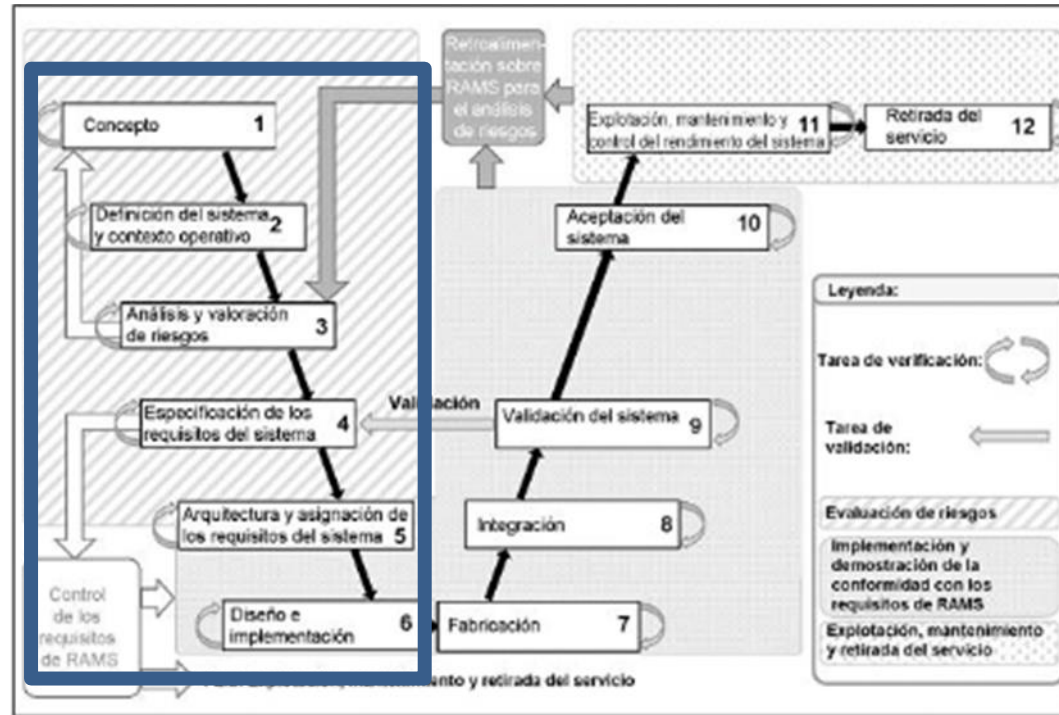 Concepto 1
Definición del sistema
y contexto operativo 2
Análisis y valoración
de riesgos 3
Especificación de los
requisitos del sistema 4
Arquitectura y asignación de
los requisitos del sistema 5
Diseño e
implementación 6
Fabricación 7
Integración 8
Validación
Validación del sistema 9
Aceptación del
sistema 10
Explotación, mantenimiento y
control del rendimiento del sistema 11
Retirada del
servicio 12
Retroalimen-
tación sobre
RAMS para
el análisis
de riesgos
Control
de los
requisitos
de RAMS
y retirada del servicio
Leyenda:
Tarea de verificación:
Tarea de
validación:
Evaluación de riesgos
Implementación y
demostración de la
conformidad con los
requisitos de RAMS
Explotación, mantenimiento
y retirada del servicio